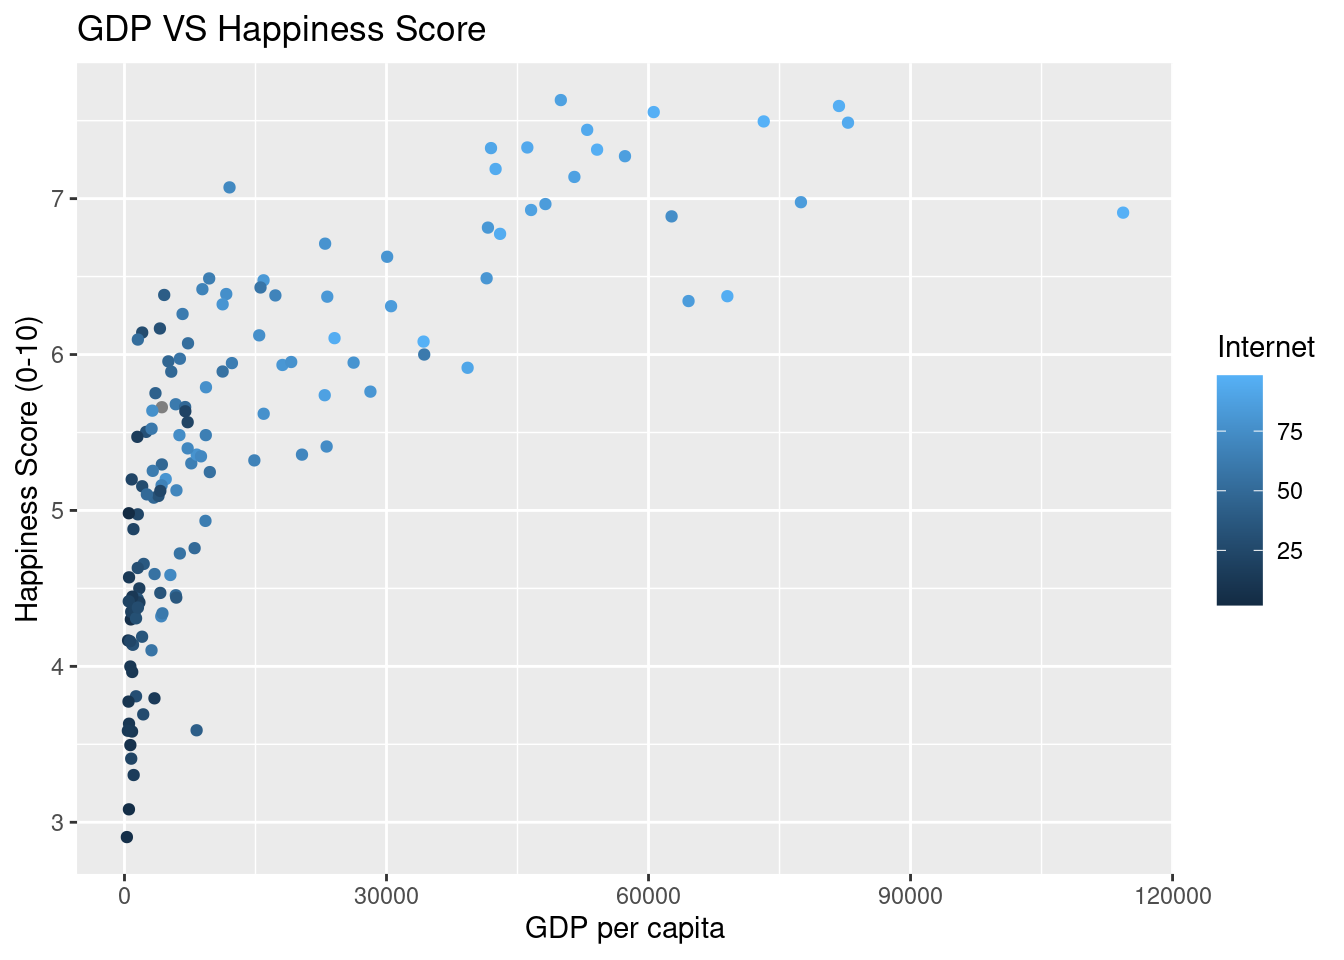 GDP VS Happiness Score
Happiness Score (0-10)
7
6
5
4
3
0 30000 60000 90000 120000
GDP per capita
Internet
75
50
25